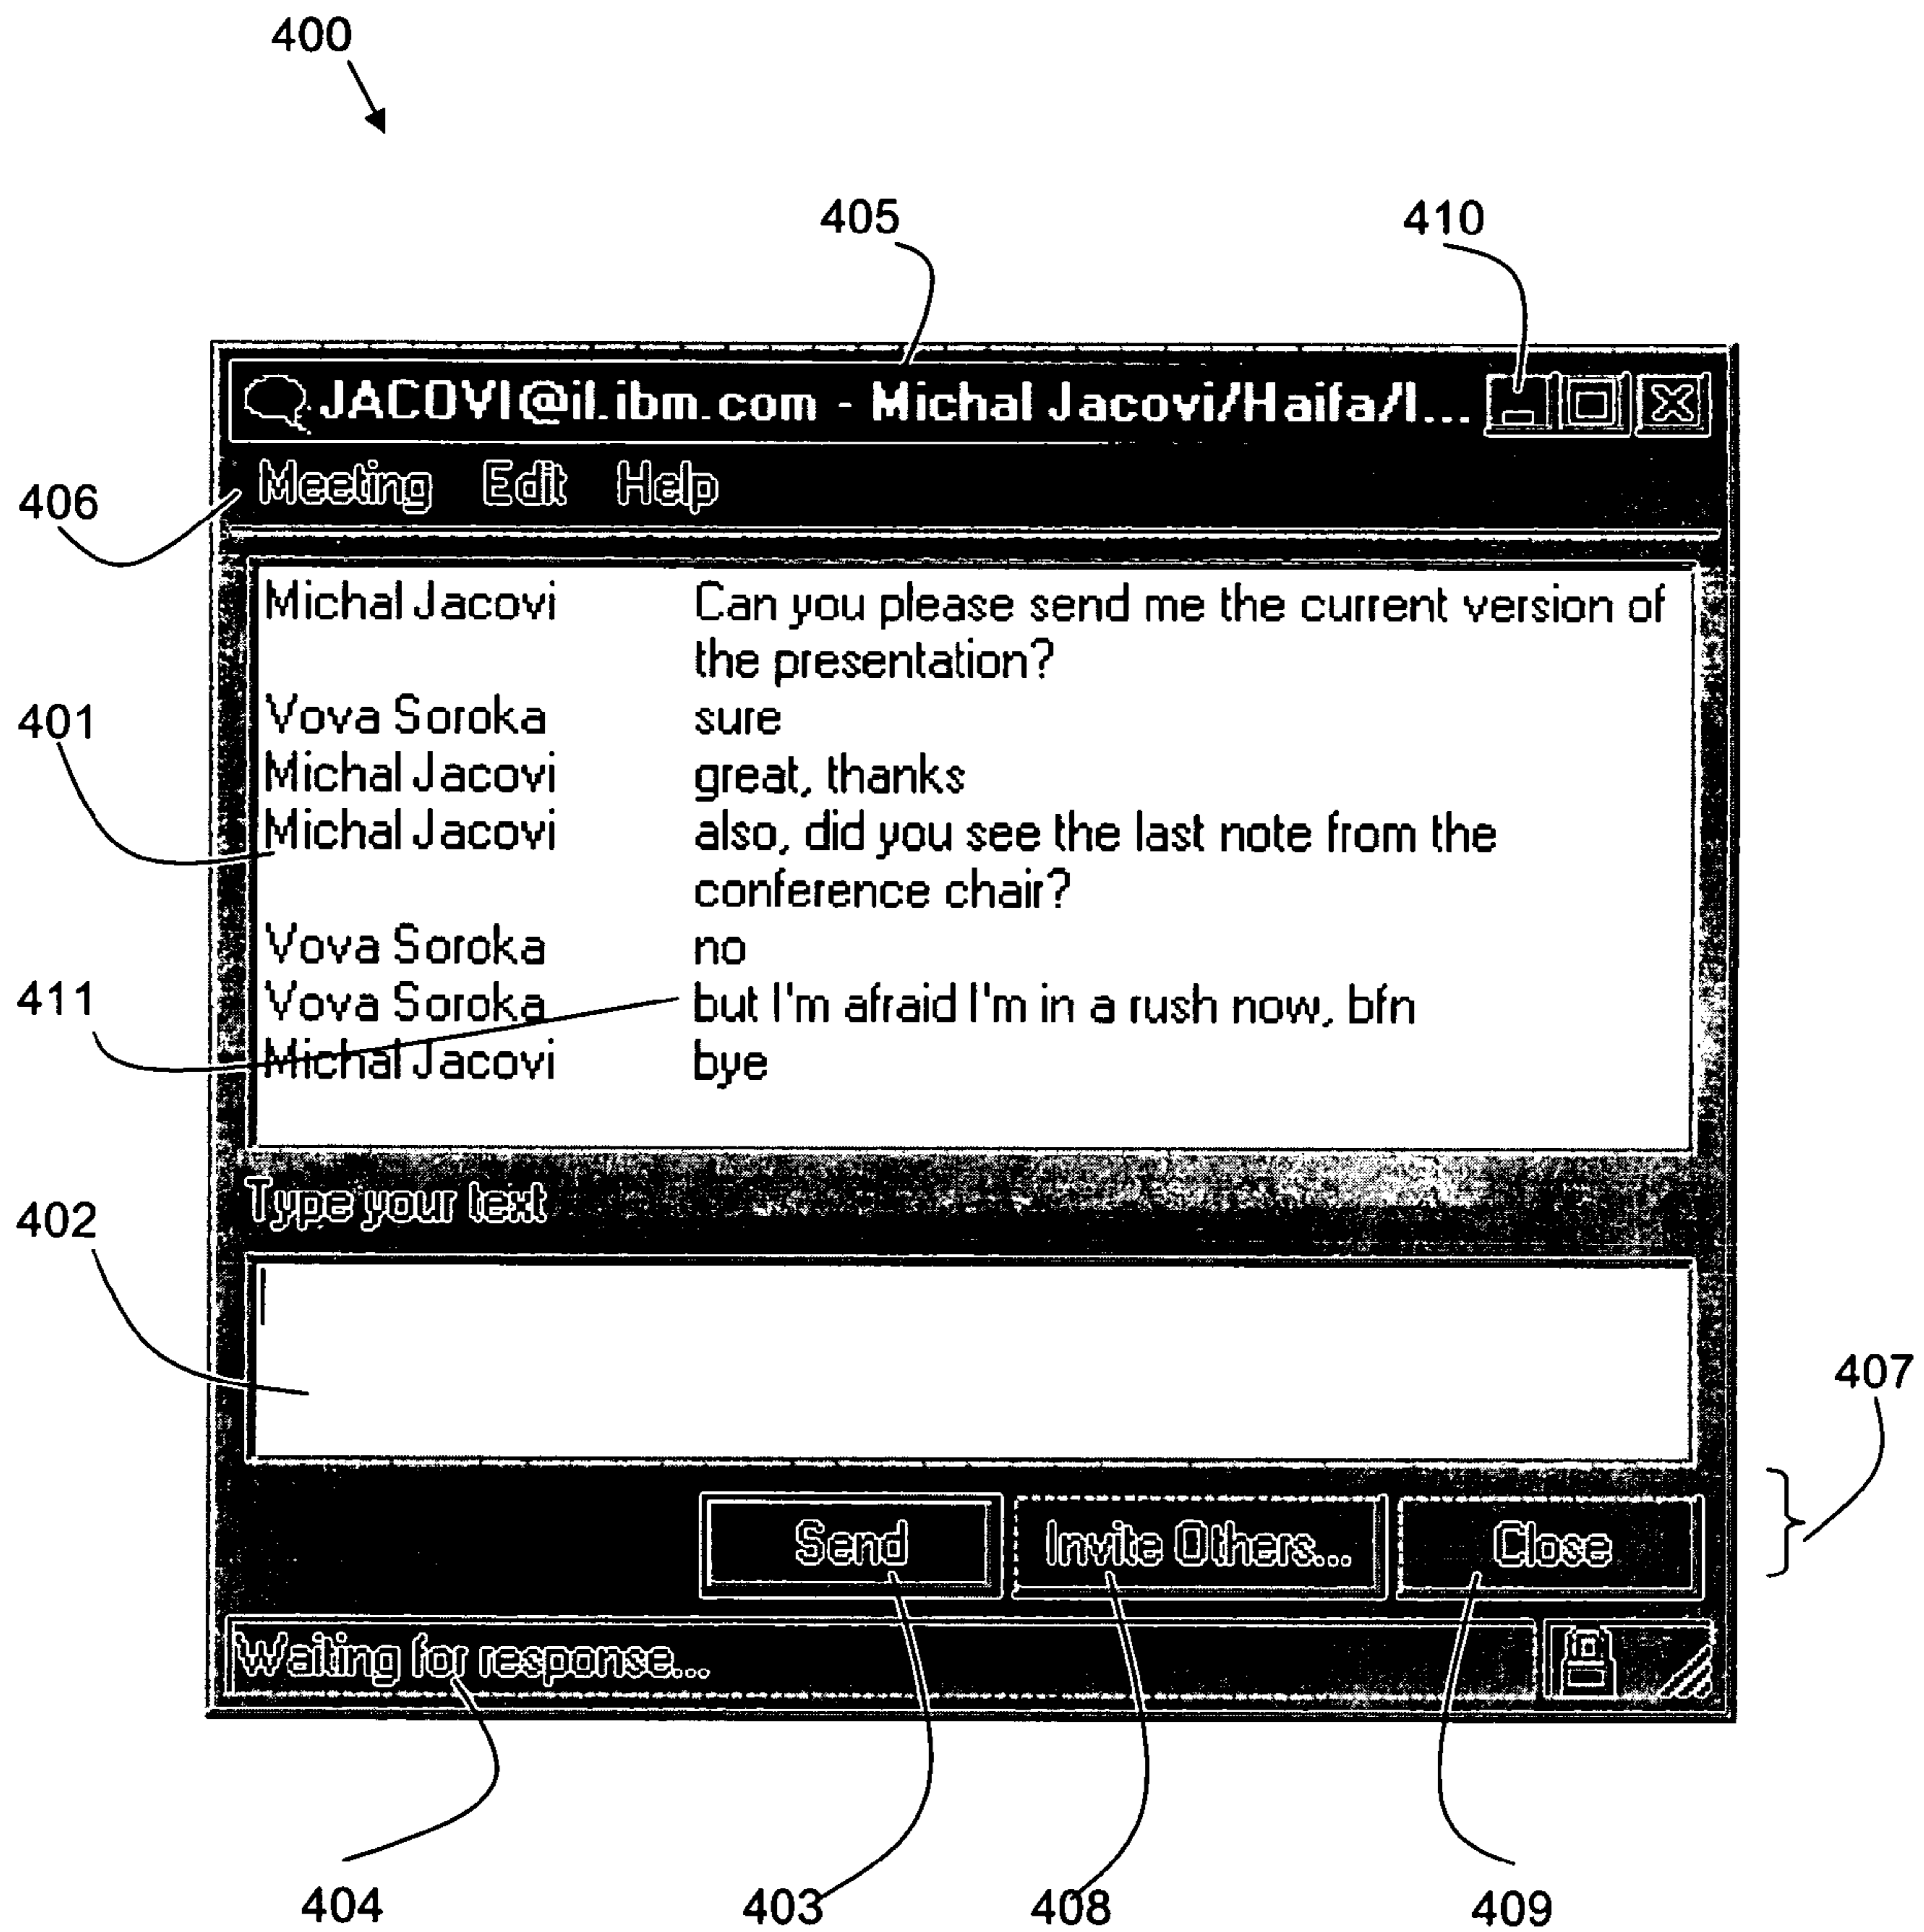 400
405
410
JACOVI@il.ibm.com - Michal Jacovi/Haifa/I...
406
Meeting Edit Help
Michal Jacovi Can you please send me the current version of
the presentation?
401
Vova Soroka sure
Michal Jacovi great, thanks
Michal Jacovi also, did you see the last note from the
conference chair?
Vova Soroka no
411
Vova Soroka but I'm afraid I'm in a rush now, bfn
Michal Jacovi bye
402
Type your text
407
Send Invite Others... Close
Waiting for response...
404
403
408
409